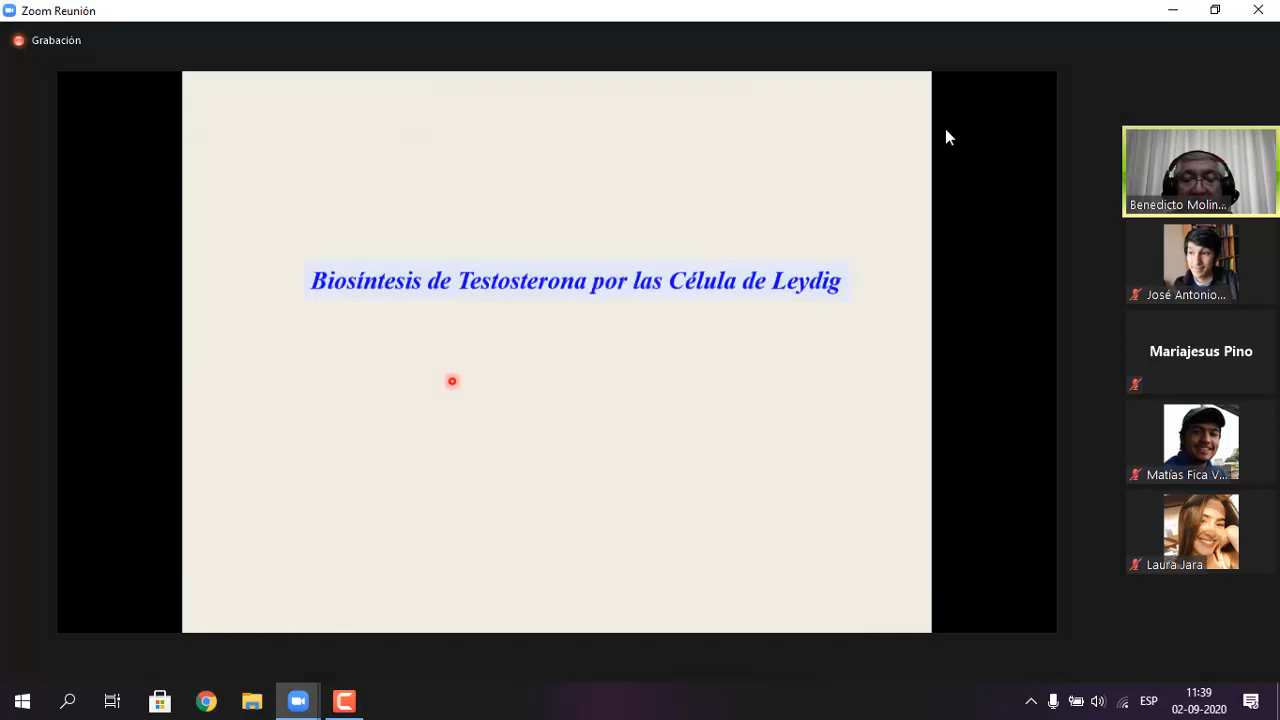 Zoom Reunión
Grabación
Biosíntesis de Testosterona por las Célula de Leydig
Benedicto Molin...
José Antonio...
Mariajesus Pino
Matías Fica V...
Laura Jara
ESP
11:39
02-09-2020